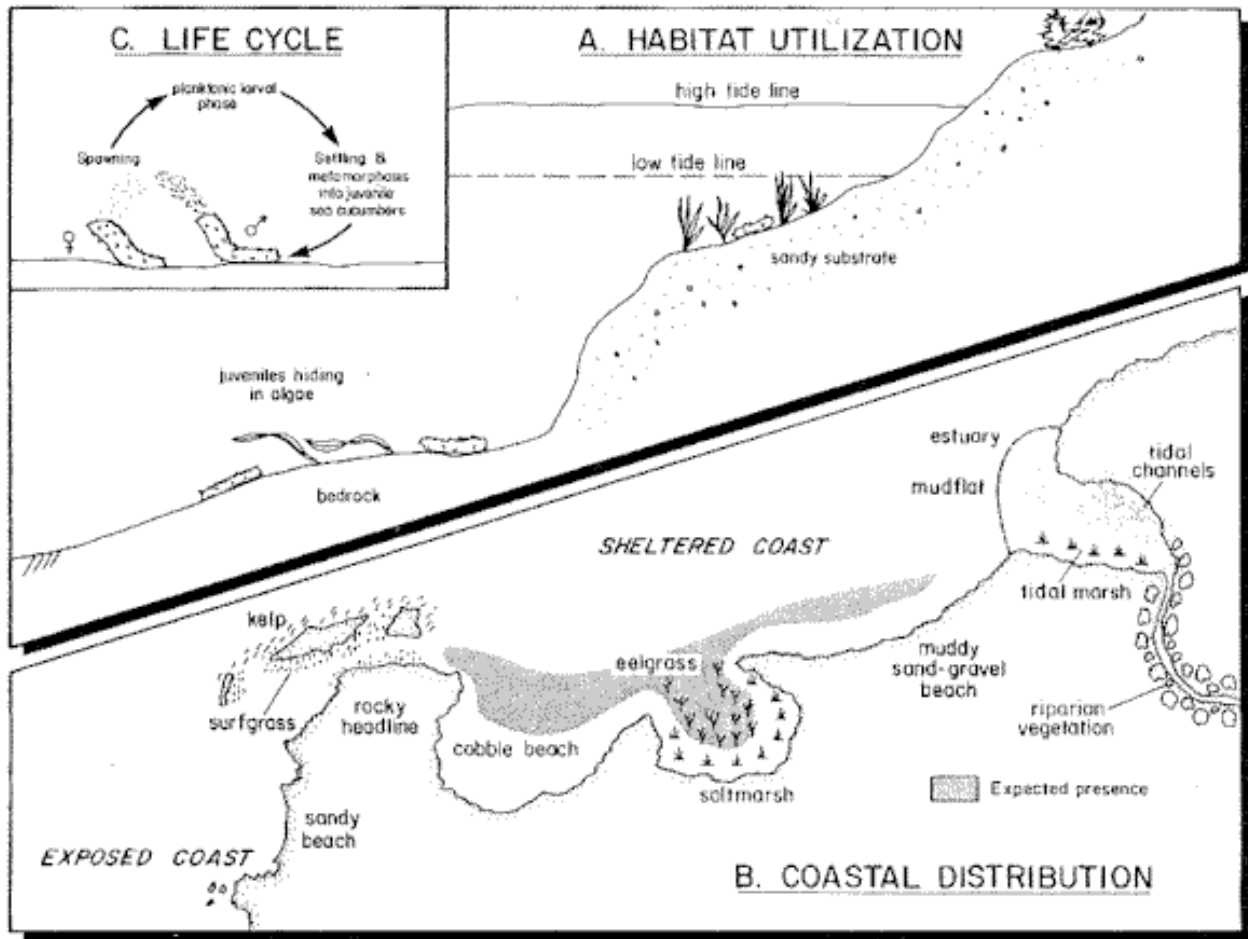 C. LIFE CYCLE
planktonic larval
phase
Spawning
Settling &
metamorphosis
into juvenile
sea cucumbers
♀
♂
A. HABITAT UTILIZATION
high tide line
low tide line
sandy substrate
juveniles hiding
in algae
bedrock
SHELTERED COAST
estuary
mudflat
tidal
channels
tidal marsh
kelp
surfgrass
rocky
headline
eelgrass
muddy
sand-gravel
beach
riparian
vegetation
cobble beach
saltmarsh
Expected presence
sandy
beach
EXPOSED COAST
B. COASTAL DISTRIBUTION